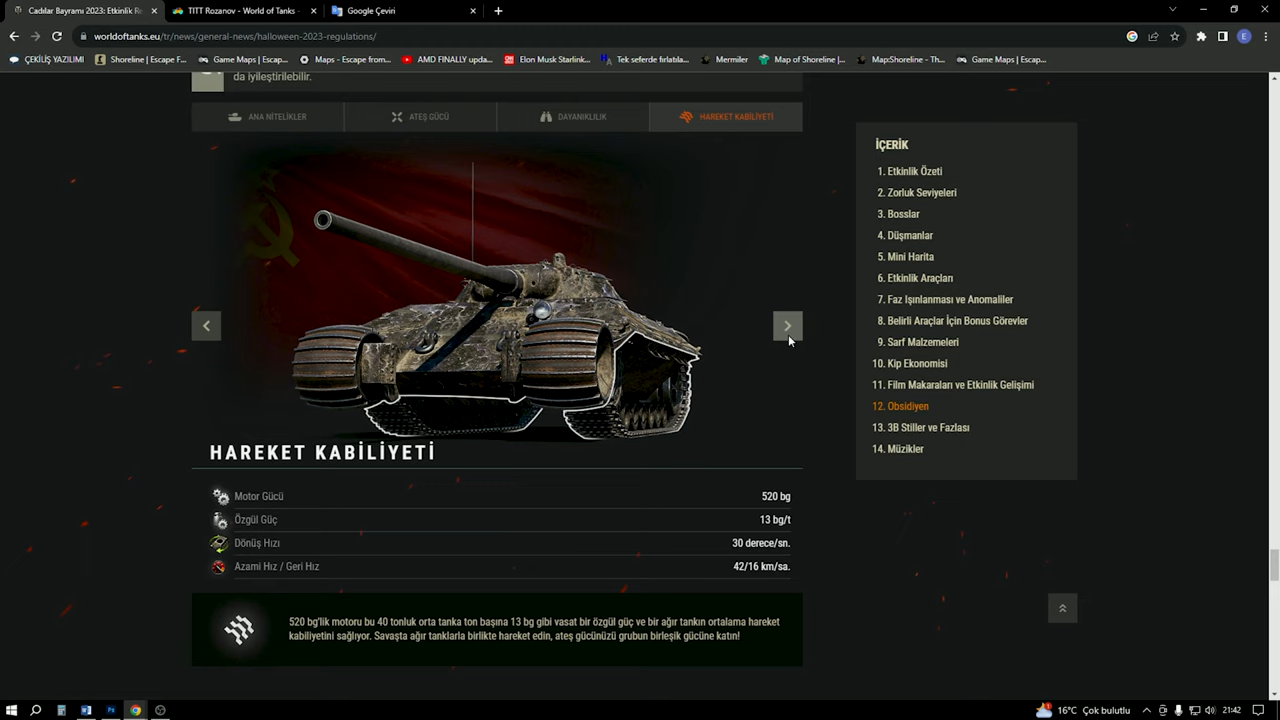 Cadılar Bayramı 2023: Etkinlik Re
TITT Rozanov - World of Tanks -
Google Çeviri
worldoftanks.eu/tr/news/general-news/halloween-2023-regulations/
E
ÇEKİLİŞ YAZILIMI
Shoreline | Escape F...
Game Maps | Escap...
Maps - Escape from...
AMD FINALLY upda...
Elon Musk Starlink...
Tek seferde fırlatıla...
Mermiler
Map of Shoreline |...
Map:Shoreline - Th...
Game Maps | Escap...
da iyileştirilebilir.
ANA NİTELİKLER
ATEŞ GÜCÜ
DAYANIKLILIK
HAREKET KABİLİYETİ
İÇERİK
1. Etkinlik Özeti
2. Zorluk Seviyeleri
3. Bosslar
4. Düşmanlar
5. Mini Harita
6. Etkinlik Araçları
7. Faz Işınlanması ve Anomaliler
8. Belirli Araçlar İçin Bonus Görevler
9. Sarf Malzemeleri
10. Kip Ekonomisi
11. Film Makaraları ve Etkinlik Gelişimi
12. Obsidiyen
13. 3B Stiller ve Fazlası
14. Müzikler
HAREKET KABİLİYETİ
Motor Gücü 520 bg
Özgül Güç 13 bg/t
Dönüş Hızı 30 derece/sn.
Azami Hız / Geri Hız 42/16 km/sa.
520 bg'lik motoru bu 40 tonluk orta tanka ton başına 13 bg gibi vasat bir özgül güç ve bir ağır tankın ortalama hareket
kabiliyetini sağlıyor. Savaşta ağır tanklarla birlikte hareket edin, ateş gücünüzü grubun birleşik gücüne katın!
16°C Çok bulutlu
21:42